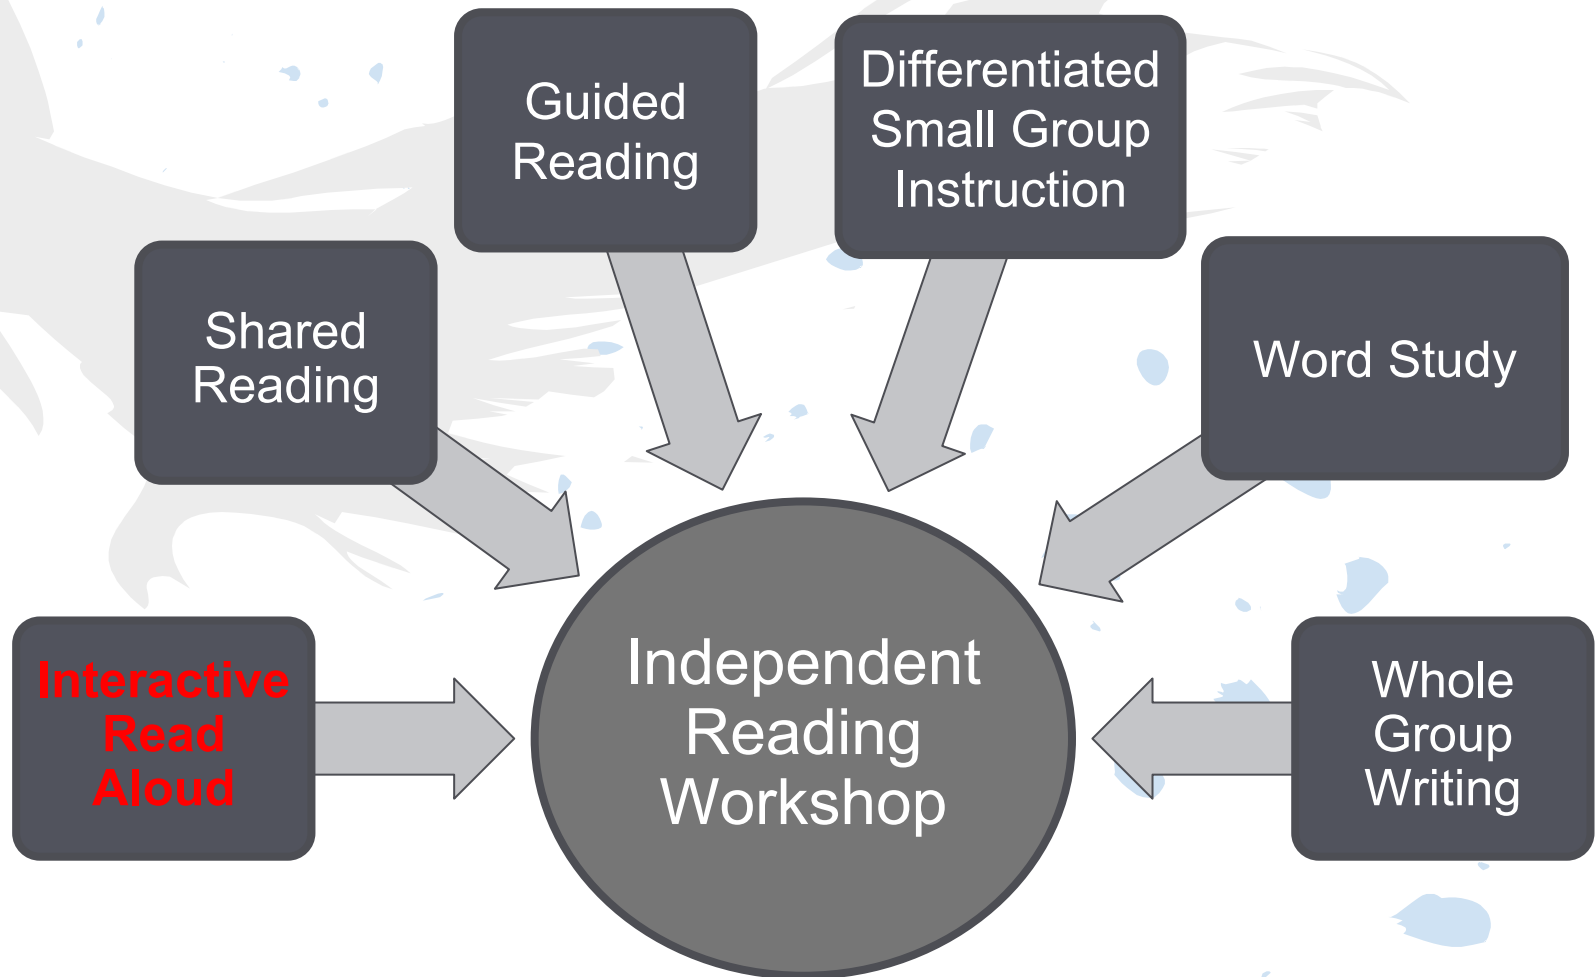 Guided
Reading
Differentiated
Small Group
Instruction
Shared
Reading
Word Study
Interactive
Read
Aloud
Independent
Reading
Workshop
Whole
Group
Writing